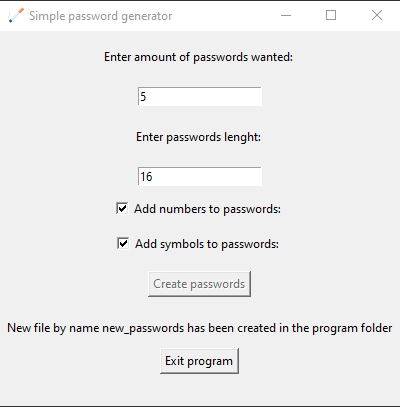 Simple password generator
Enter amount of passwords wanted:
5
Enter passwords lenght:
16
Add numbers to passwords:
Add symbols to passwords:
Create passwords
New file by name new_passwords has been created in the program folder
Exit program